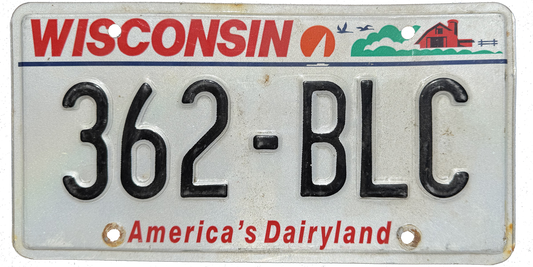 WISCONSIN
362-BLC
America's Dairyland